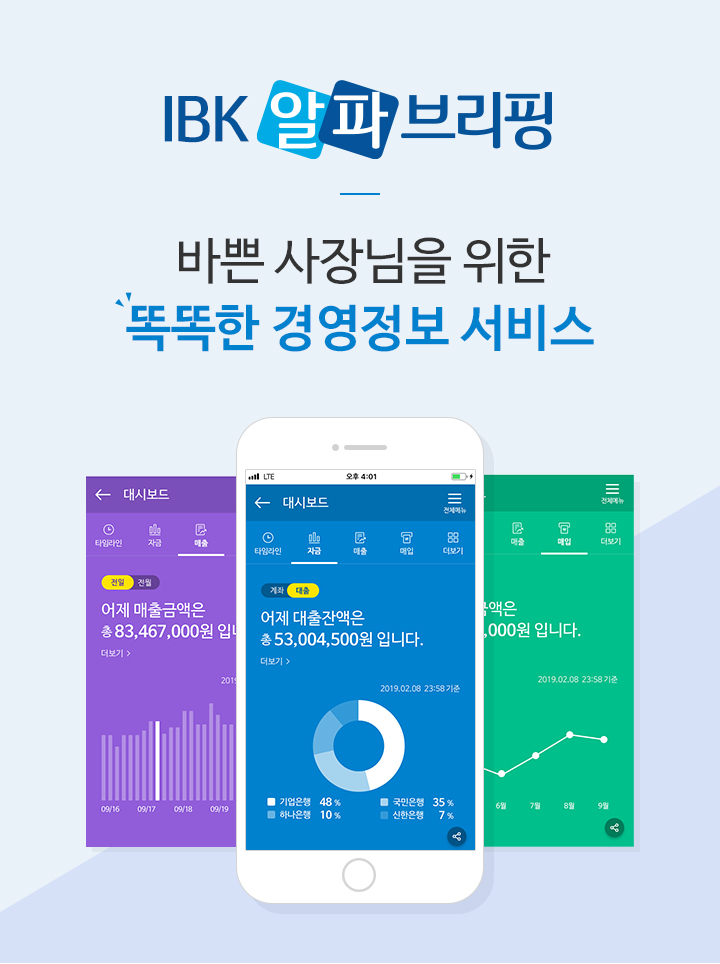 IBK 알파브리핑
바쁜 사장님을 위한
똑똑한 경영정보 서비스
대시보드
타임라인 자금 매출
전일 전월
어제 매출금액은
총 83,467,000원
더보기 >
09/16 09/17 09/18 09/19
LTE 오후 4:01
대시보드 전체메뉴
타임라인 자금 매출 매입 더보기
계좌 대출
어제 대출잔액은
총 53,004,500원 입니다.
더보기 >
2019.02.08 23:58 기준
기업은행 48 % 국민은행 35 %
하나은행 10 % 신한은행 7 %
전체메뉴
매출 매입 더보기
액은
,000원 입니다.
2019.02.08 23:58 기준
6월 7월 8월 9월